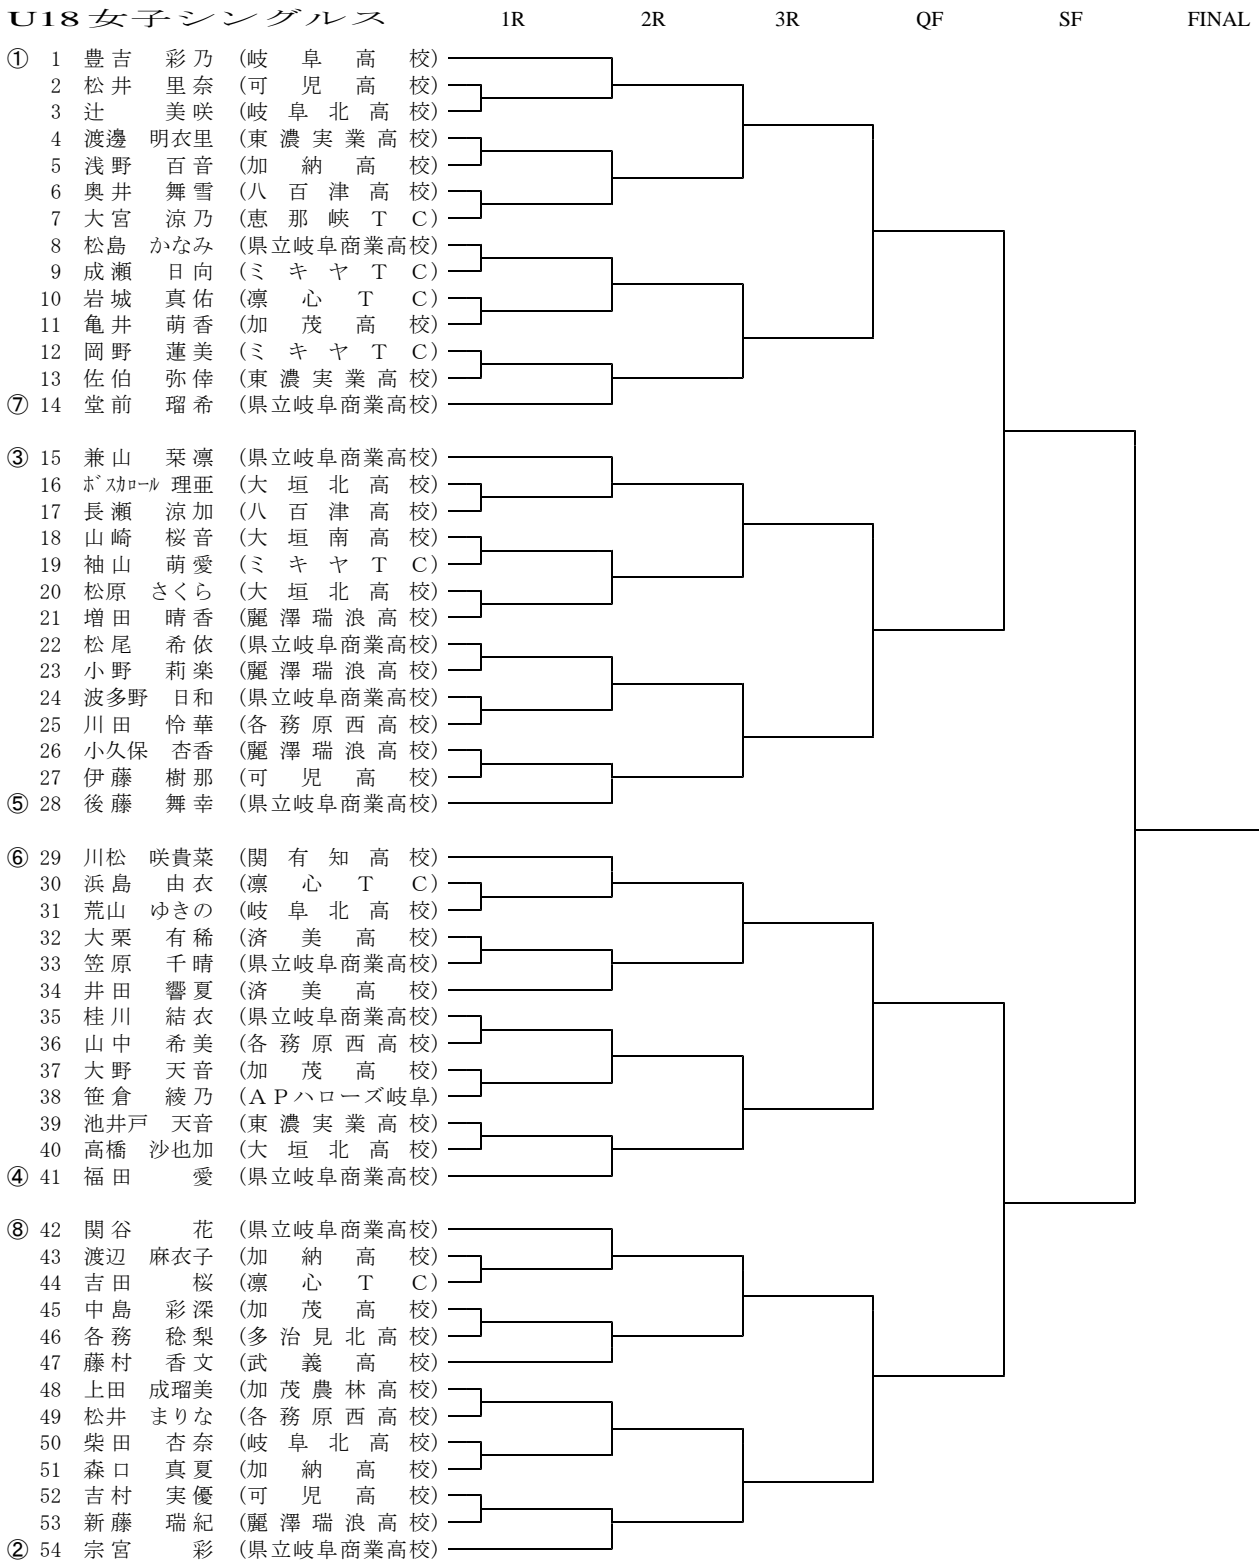 U18女子シングルス 1R 2R 3R QF SF FINAL
① 1 豊吉 彩乃 (岐阜高校)
2 松井 里奈 (可児高校)
3 辻 美咲 (岐阜北高校)
4 渡邊 明衣里 (東濃実業高校)
5 浅野 百音 (加納高校)
6 奥井 舞雪 (八百津高校)
7 大宮 涼乃 (恵那峡TC)
8 松島 かなみ (県立岐阜商業高校)
9 成瀬 日向 (ミキヤTC)
10 岩城 真佑 (凛心TC)
11 亀井 萌香 (加茂高校)
12 岡野 蓮美 (ミキヤTC)
13 佐伯 弥倖 (東濃実業高校)
⑦ 14 堂前 瑠希 (県立岐阜商業高校)
③ 15 兼山 栞凛 (県立岐阜商業高校)
16 ボスカロール 理亜 (大垣北高校)
17 長瀬 涼加 (八百津高校)
18 山崎 桜音 (大垣南高校)
19 袖山 萌愛 (ミキヤTC)
20 松原 さくら (大垣北高校)
21 増田 晴香 (麗澤瑞浪高校)
22 松尾 希依 (県立岐阜商業高校)
23 小野 莉楽 (麗澤瑞浪高校)
24 波多野 日和 (県立岐阜商業高校)
25 川田 怜華 (各務原西高校)
26 小久保 杏香 (麗澤瑞浪高校)
27 伊藤 樹那 (可児高校)
⑤ 28 後藤 舞幸 (県立岐阜商業高校)
⑥ 29 川松 咲貴菜 (関有知高校)
30 浜島 由衣 (凛心TC)
31 荒山 ゆきの (岐阜北高校)
32 大栗 有稀 (済美高校)
33 笠原 千晴 (県立岐阜商業高校)
34 井田 響夏 (済美高校)
35 桂川 結衣 (県立岐阜商業高校)
36 山中 希美 (各務原西高校)
37 大野 天音 (加茂高校)
38 笹倉 綾乃 (APハローズ岐阜)
39 池井戸 天音 (東濃実業高校)
40 高橋 沙也加 (大垣北高校)
④ 41 福田 愛 (県立岐阜商業高校)
⑧ 42 関谷 花 (県立岐阜商業高校)
43 渡辺 麻衣子 (加納高校)
44 吉田 桜 (凛心TC)
45 中島 彩深 (加茂高校)
46 各務 稔梨 (多治見北高校)
47 藤村 香文 (武義高校)
48 上田 成瑠美 (加茂農林高校)
49 松井 まりな (各務原西高校)
50 柴田 杏奈 (岐阜北高校)
51 森口 真夏 (加納高校)
52 吉村 実優 (可児高校)
53 新藤 瑞紀 (麗澤瑞浪高校)
② 54 宗宮 彩 (県立岐阜商業高校)